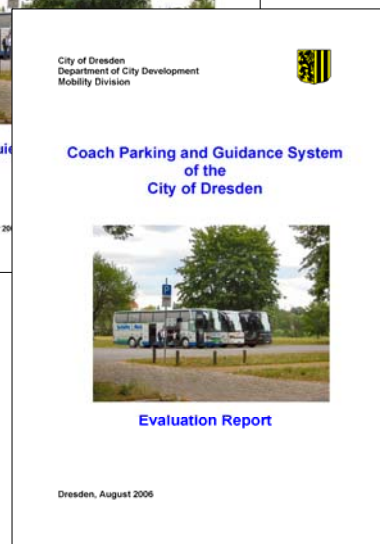 City of Dresden
Department of City Development
Mobility Division
Coach Parking and Guidance System
of the
City of Dresden
P
Evaluation Report
Dresden, August 2006